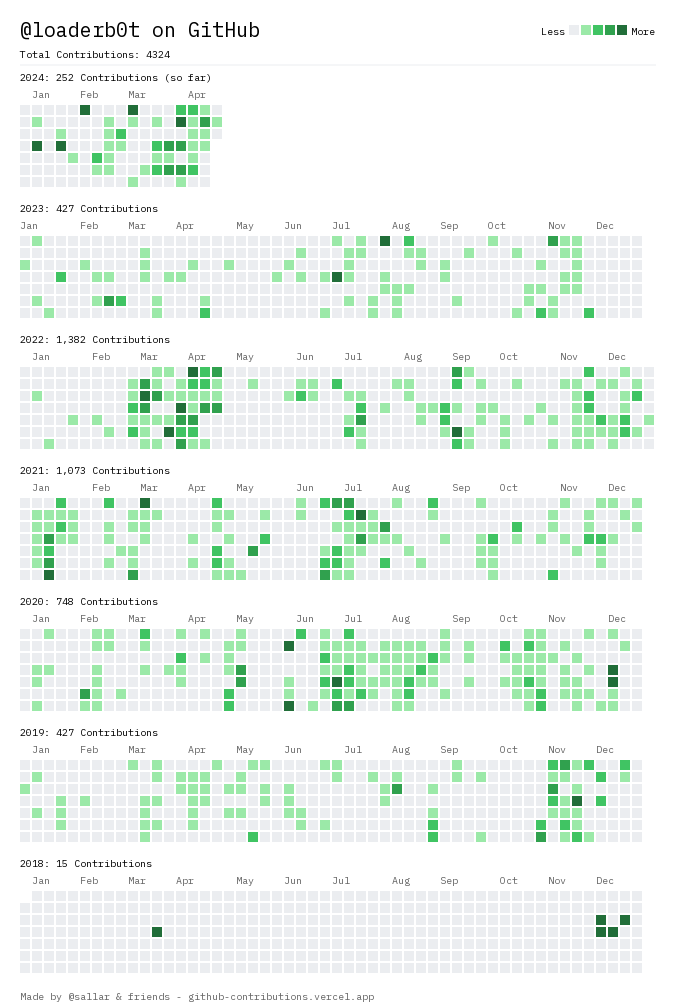 @loaderb0t on GitHub
Less More
Total Contributions: 4324
2024: 252 Contributions (so far)
Jan Feb Mar Apr
2023: 427 Contributions
Jan Feb Mar Apr May Jun Jul Aug Sep Oct Nov Dec
2022: 1,382 Contributions
Jan Feb Mar Apr May Jun Jul Aug Sep Oct Nov Dec
2021: 1,073 Contributions
Jan Feb Mar Apr May Jun Jul Aug Sep Oct Nov Dec
2020: 748 Contributions
Jan Feb Mar Apr May Jun Jul Aug Sep Oct Dec
2019: 427 Contributions
Jan Feb Mar Apr May Jun Jul Aug Sep Oct Nov Dec
2018: 15 Contributions
Jan Feb Mar Apr May Jun Jul Aug Sep Oct Nov Dec
Made by @sallar & friends - github-contributions.vercel.app